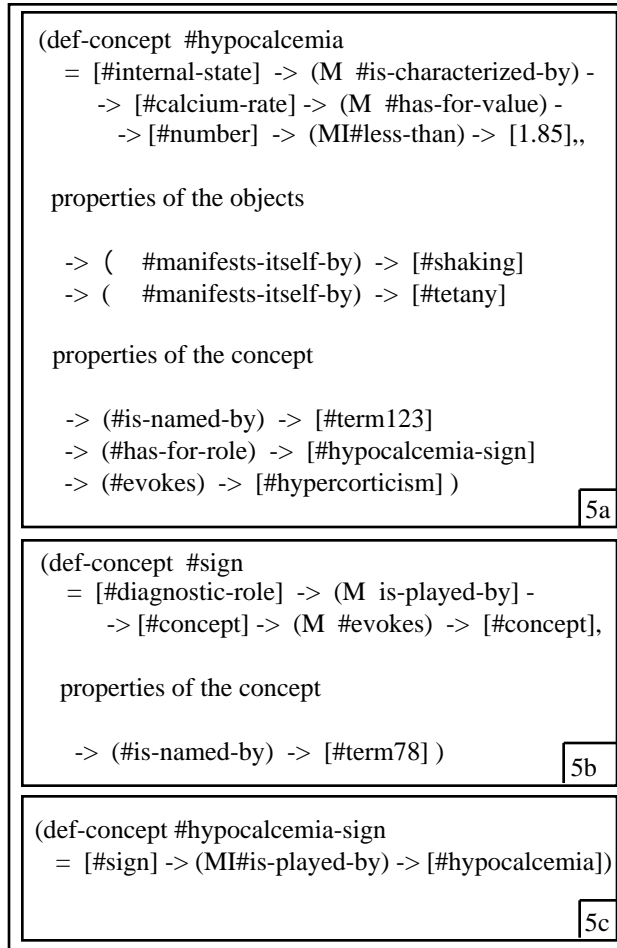 (def-concept #hypocalcemia
= [#internal-state] -> (M #is-characterized-by) -
-> [#calcium-rate] -> (M #has-for-value) -
-> [#number] -> (MI#less-than) -> [1.85],,
properties of the objects
-> ( #manifests-itself-by) -> [#shaking]
-> ( #manifests-itself-by) -> [#tetany]
properties of the concept
-> (#is-named-by) -> [#term123]
-> (#has-for-role) -> [#hypocalcemia-sign]
-> (#evokes) -> [#hypercorticism] )
5a
(def-concept #sign
= [#diagnostic-role] -> (M is-played-by] -
-> [#concept] -> (M #evokes) -> [#concept],
properties of the concept
-> (#is-named-by) -> [#term78] )
5b
(def-concept #hypocalcemia-sign
= [#sign] -> (MI#is-played-by) -> [#hypocalcemia])
5c